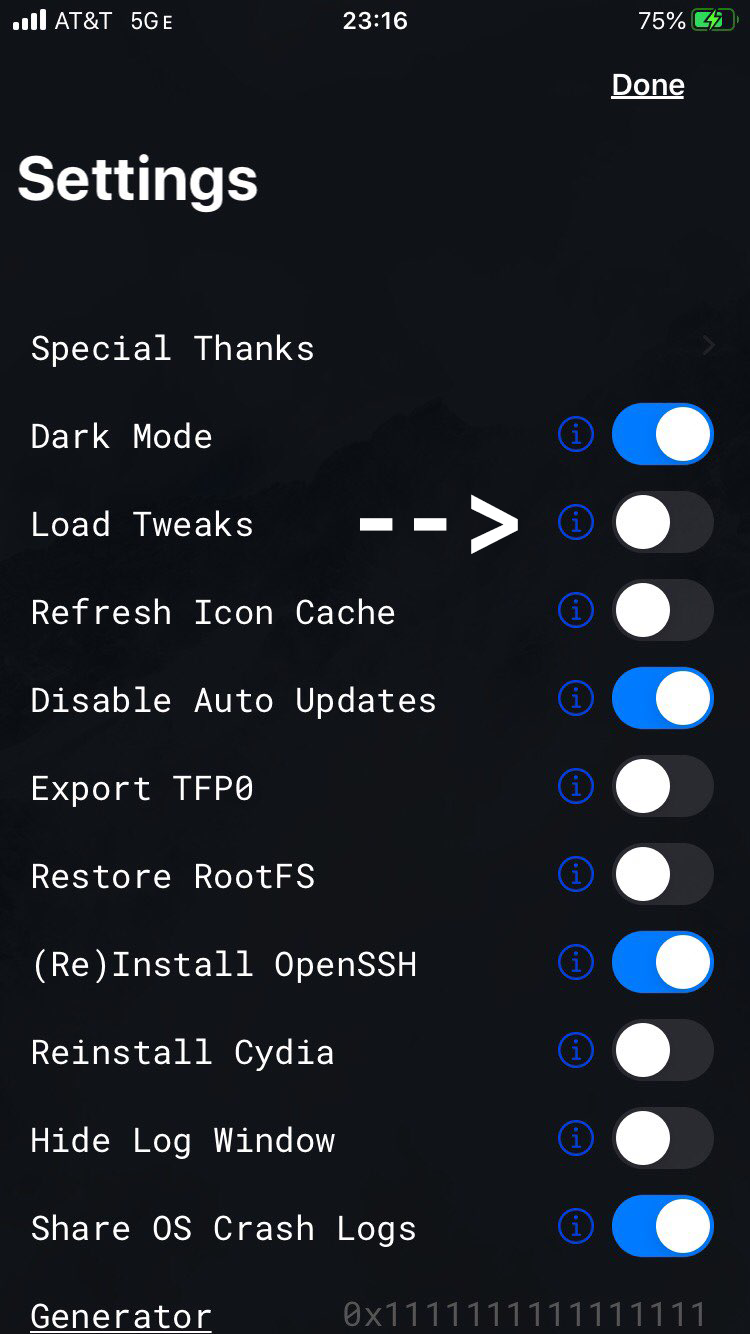 AT&T 5GE 23:16 75%
Done
Settings
Special Thanks
Dark Mode
Load Tweaks -->
Refresh Icon Cache
Disable Auto Updates
Export TFP0
Restore RootFS
(Re)Install OpenSSH
Reinstall Cydia
Hide Log Window
Share OS Crash Logs
Generator 0x1111111111111111